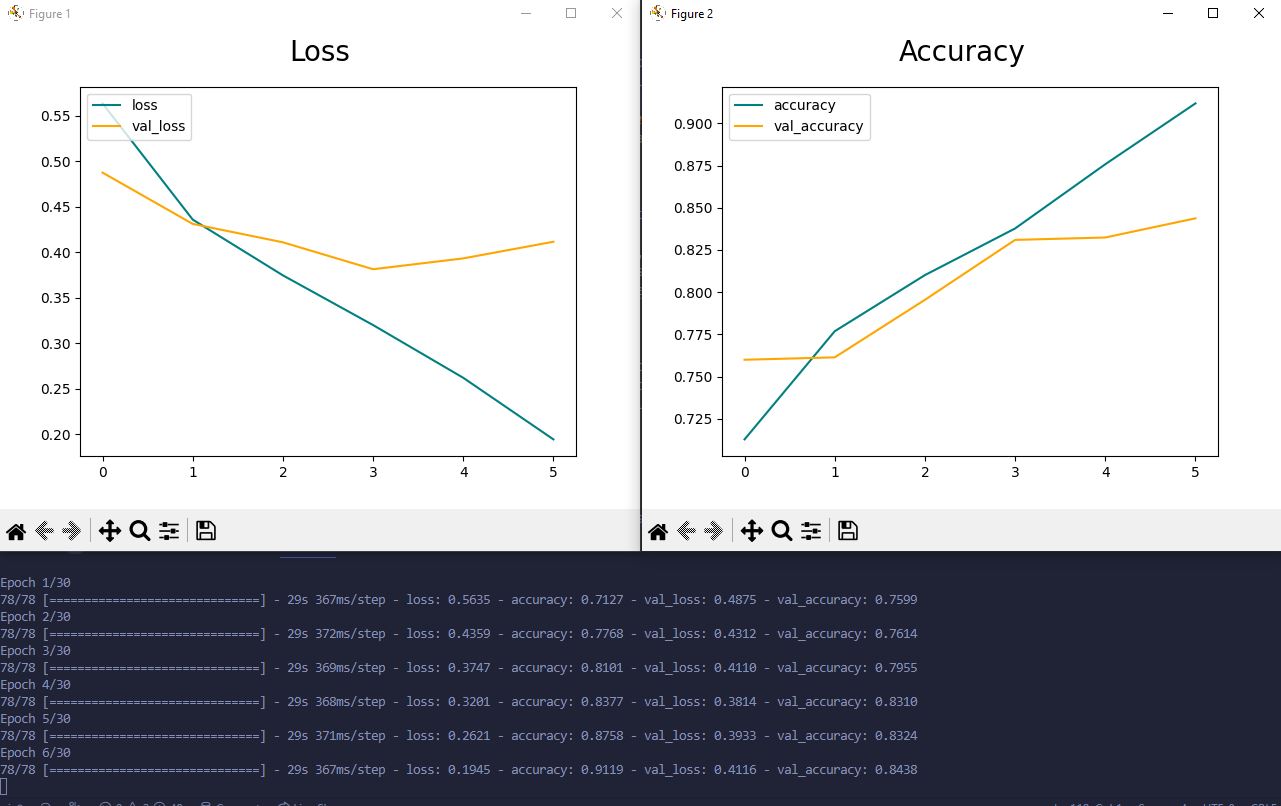 Figure 1
Loss
loss
val_loss
0.55
0.50
0.45
0.40
0.35
0.30
0.25
0.20
0 1 2 3 4 5
Figure 2
Accuracy
accuracy
val_accuracy
0.900
0.875
0.850
0.825
0.800
0.775
0.750
0.725
0 1 2 3 4 5
Epoch 1/30
78/78 [==============================] - 29s 367ms/step - loss: 0.5635 - accuracy: 0.7127 - val_loss: 0.4875 - val_accuracy: 0.7599
Epoch 2/30
78/78 [==============================] - 29s 372ms/step - loss: 0.4359 - accuracy: 0.7768 - val_loss: 0.4312 - val_accuracy: 0.7614
Epoch 3/30
78/78 [==============================] - 29s 369ms/step - loss: 0.3747 - accuracy: 0.8101 - val_loss: 0.4110 - val_accuracy: 0.7955
Epoch 4/30
78/78 [==============================] - 29s 368ms/step - loss: 0.3201 - accuracy: 0.8377 - val_loss: 0.3814 - val_accuracy: 0.8310
Epoch 5/30
78/78 [==============================] - 29s 371ms/step - loss: 0.2621 - accuracy: 0.8758 - val_loss: 0.3933 - val_accuracy: 0.8324
Epoch 6/30
78/78 [==============================] - 29s 367ms/step - loss: 0.1945 - accuracy: 0.9119 - val_loss: 0.4116 - val_accuracy: 0.8438